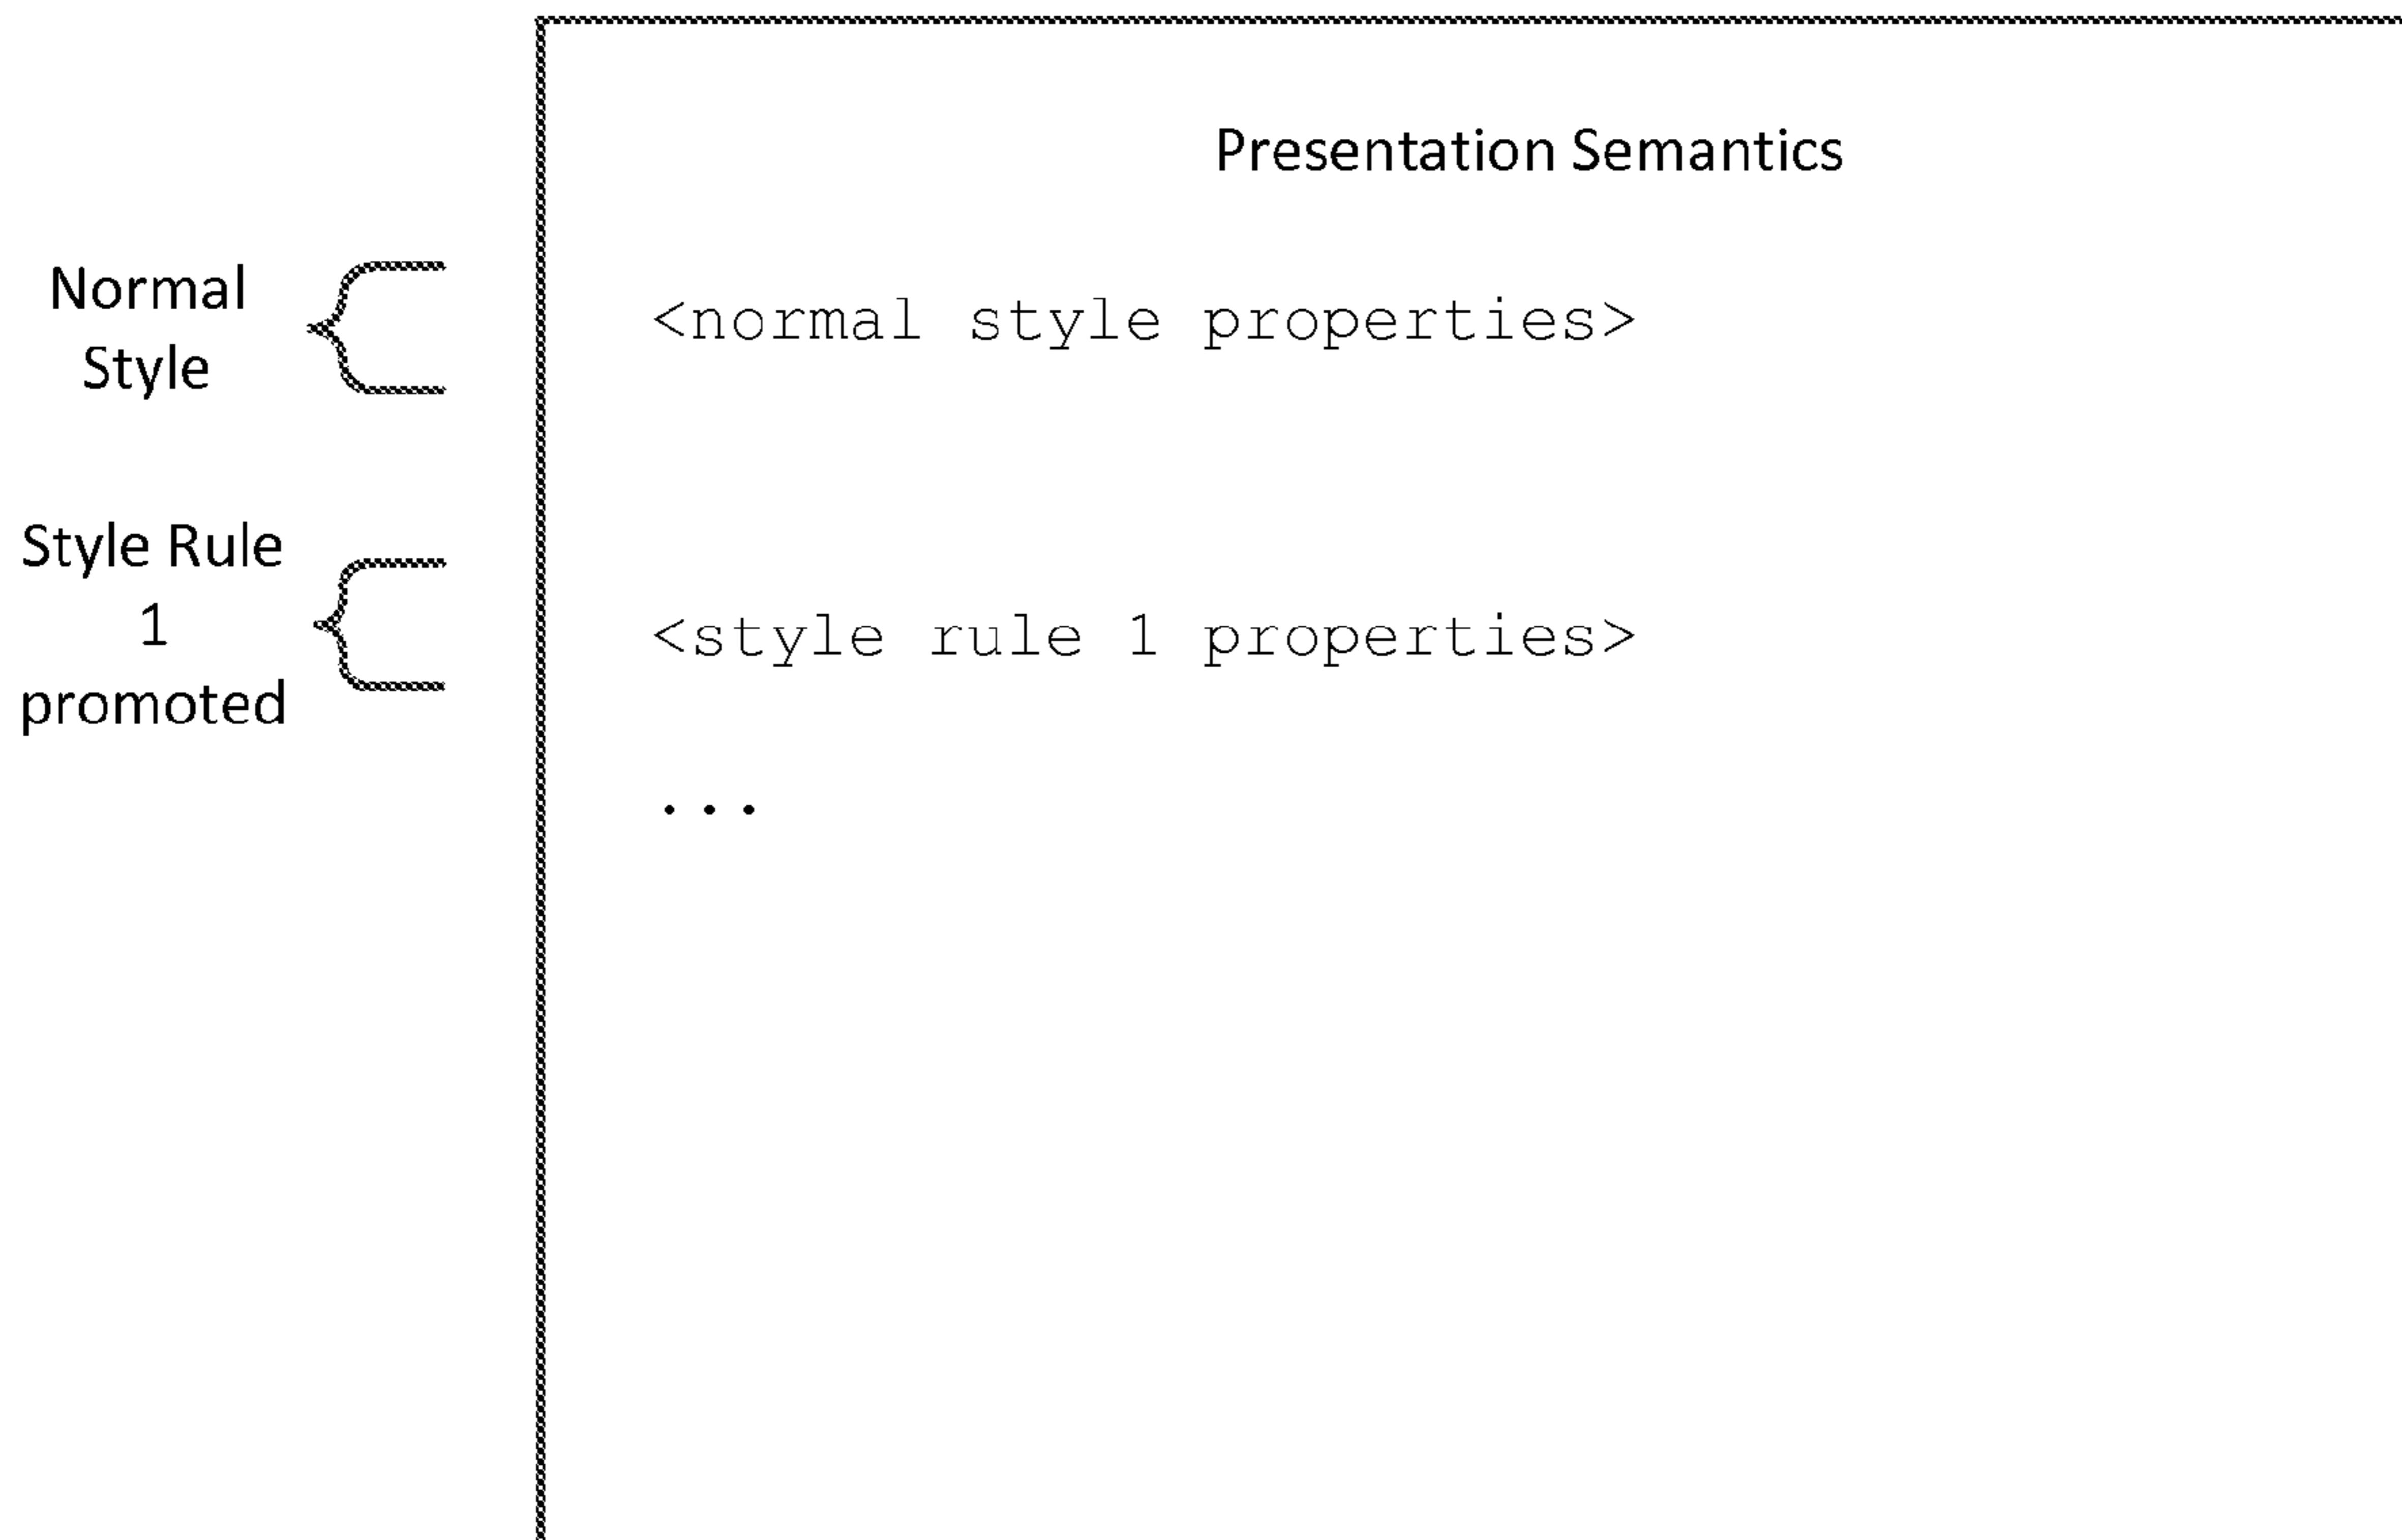 Presentation Semantics
Normal
Style
<normal style properties>
Style Rule
1
promoted
<style rule 1 properties>
...